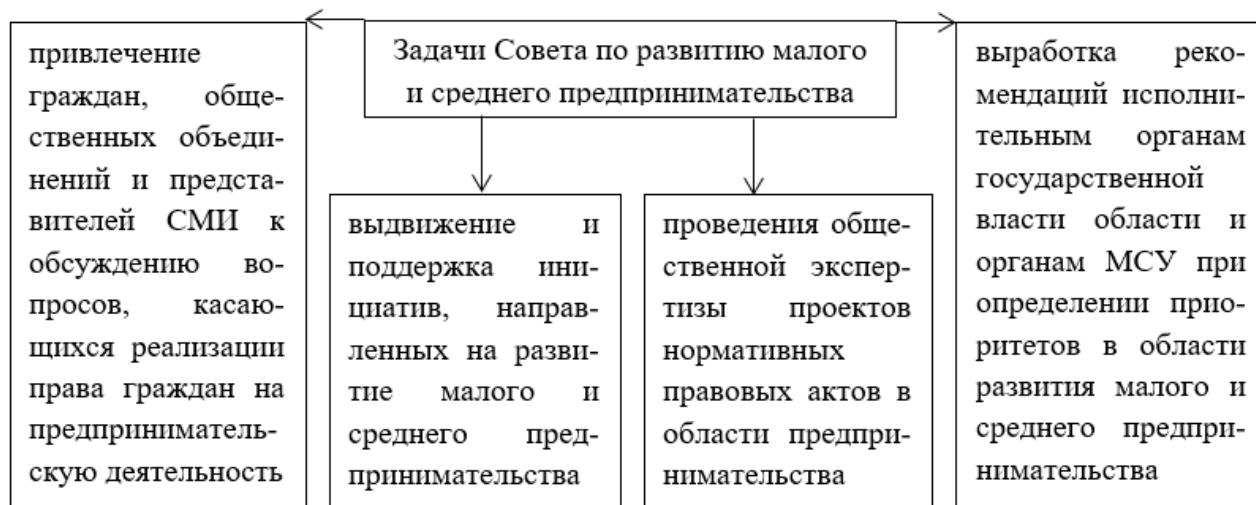 Задачи Совета по развитию малого
и среднего предпринимательства
привлечение
граждан, обще-
ственных объеди-
нений и предста-
вителей СМИ к
обсуждению во-
просов, касаю-
щихся реализации
права граждан на
предприниматель-
скую деятельность
выдвижение и
поддержка ини-
циатив, направ-
ленных на разви-
тие малого и
среднего пред-
принимательства
проведения обще-
ственной экспер-
тизы проектов
нормативных
правовых актов в
области предпри-
нимательства
выработка реко-
мендаций исполни-
тельным органам
государственной
власти области и
органам МСУ при
определении прио-
ритетов в области
развития малого и
среднего предпри-
нимательства